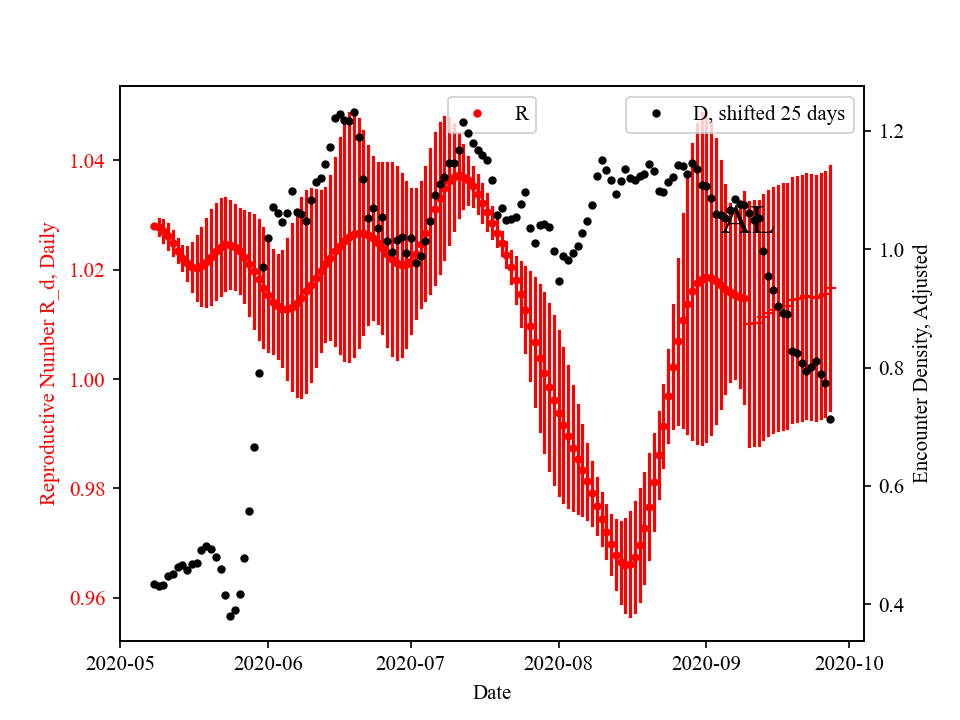 R
D, shifted 25 days
AL
Reproductive Number R_d, Daily
1.04
1.02
1.00
0.98
0.96
1.2
1.0
0.8
0.6
0.4
Encounter Density, Adjusted
2020-05 2020-06 2020-07 2020-08 2020-09 2020-10
Date